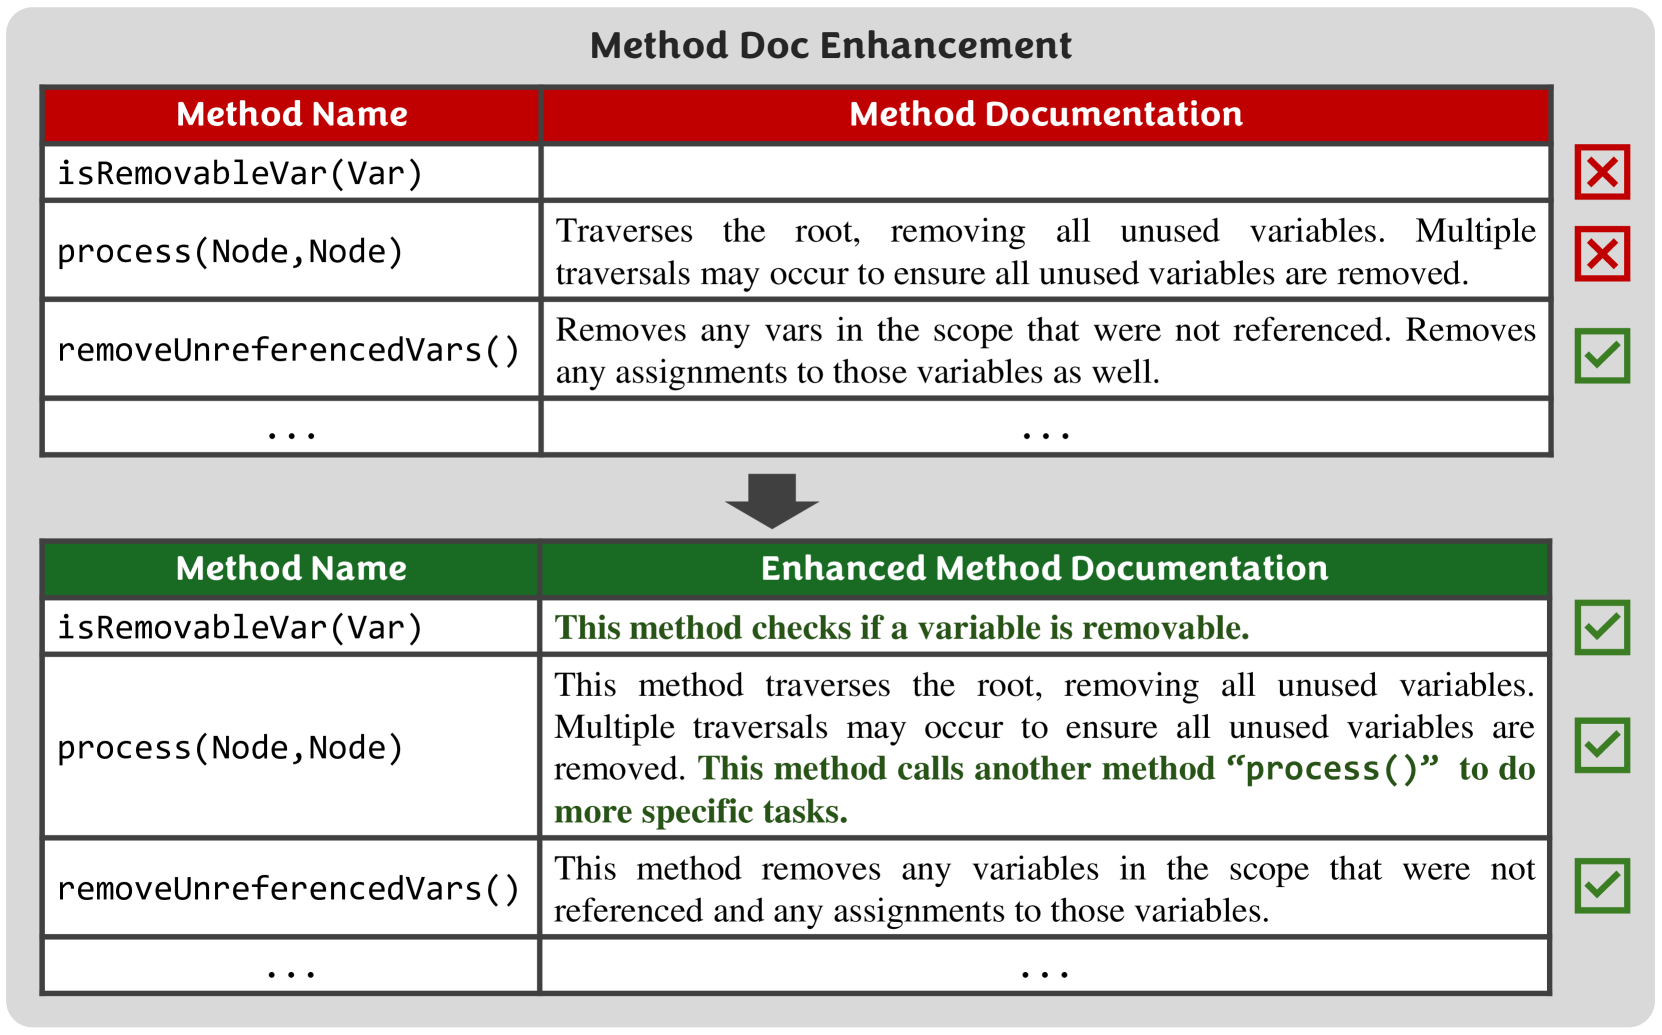 Method Doc Enhancement
Method Name
Method Documentation
isRemovableVar(Var)
process(Node,Node)
Traverses the root, removing all unused variables. Multiple
traversals may occur to ensure all unused variables are removed.
removeUnreferencedVars()
Removes any vars in the scope that were not referenced. Removes
any assignments to those variables as well.
...
...
Method Name
Enhanced Method Documentation
isRemovableVar(Var)
This method checks if a variable is removable.
process(Node,Node)
This method traverses the root, removing all unused variables.
Multiple traversals may occur to ensure all unused variables are
removed. This method calls another method “process()” to do
more specific tasks.
removeUnreferencedVars()
This method removes any variables in the scope that were not
referenced and any assignments to those variables.
...
...